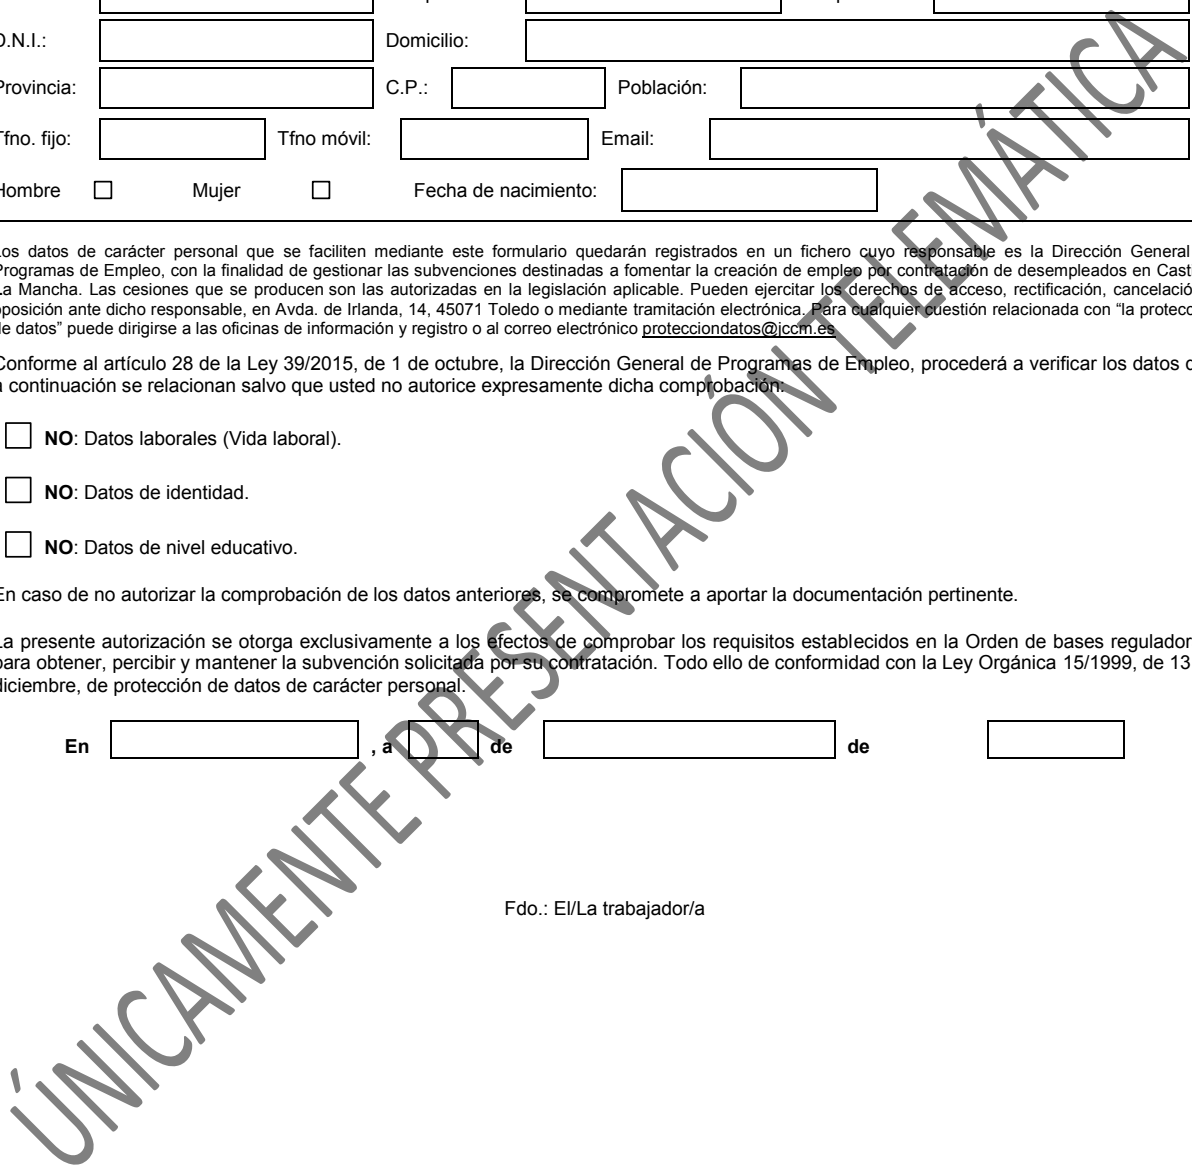 D.N.I.: Domicilio:
Provincia: C.P.: Población:
Tfno. fijo: Tfno móvil: Email:
Hombre Mujer Fecha de nacimiento:
Los datos de carácter personal que se faciliten mediante este formulario quedarán registrados en un fichero cuyo responsable es la Dirección General
Programas de Empleo, con la finalidad de gestionar las subvenciones destinadas a fomentar la creación de empleo por contratación de desempleados en Cast
La Mancha. Las cesiones que se producen son las autorizadas en la legislación aplicable. Pueden ejercitar los derechos de acceso, rectificación, cancelació
oposición ante dicho responsable, en Avda. de Irlanda, 14, 45071 Toledo o mediante tramitación electrónica. Para cualquier cuestión relacionada con “la protecc
de datos” puede dirigirse a las oficinas de información y registro o al correo electrónico protecciondatos@jccm.es
Conforme al artículo 28 de la Ley 39/2015, de 1 de octubre, la Dirección General de Programas de Empleo, procederá a verificar los datos
a continuación se relacionan salvo que usted no autorice expresamente dicha comprobación:
NO: Datos laborales (Vida laboral).
NO: Datos de identidad.
NO: Datos de nivel educativo.
En caso de no autorizar la comprobación de los datos anteriores, se compromete a aportar la documentación pertinente.
La presente autorización se otorga exclusivamente a los efectos de comprobar los requisitos establecidos en la Orden de bases regulador
para obtener, percibir y mantener la subvención solicitada por su contratación. Todo ello de conformidad con la Ley Orgánica 15/1999, de 13
diciembre, de protección de datos de carácter personal.
En , a de de
Fdo.: El/La trabajador/a
ÚNICAMENTE PRESENTACIÓN TELEMÁTICA